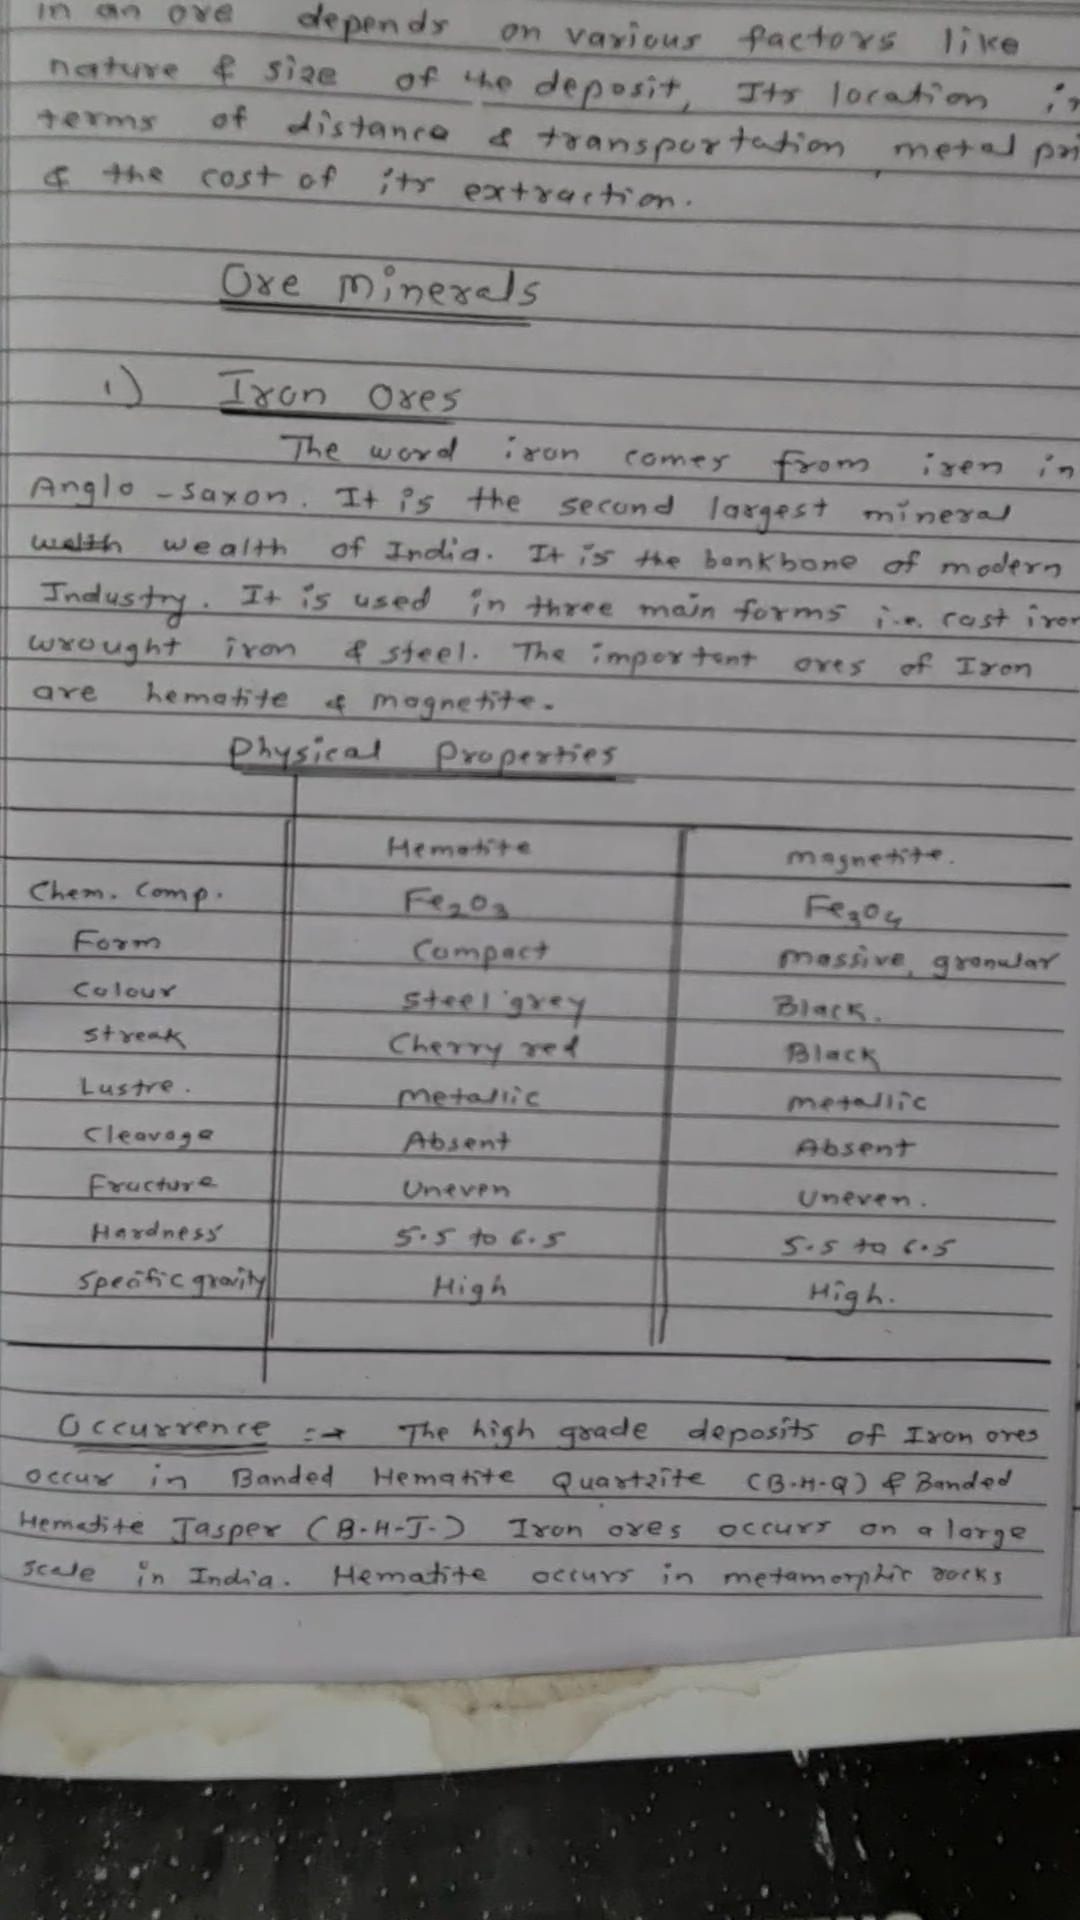 in an ore depends on various factors like
nature & size of the deposit, Its location in
terms of distance & transportation, metal pri
& the cost of its extraction.
Ore Minerals
1) Iron Ores
The word iron comes from iren in
Anglo-saxon. It is the second largest mineral
wealth of India. It is the bonkbone of modern
Industry. It is used in three main forms i.e. cast iron
wrought iron & steel. The important ores of Iron
are hematite & magnetite.
Physical Properties
Hematite magnetite.
Chem. Comp. Fe2O3 Fe3O4
Form Compact massive, granular
Colour Steel grey Black.
Streak Cherry red Black
Lustre. metallic metallic
Cleavage Absent Absent
Fracture Uneven Uneven.
Hardness 5.5 to 6.5 5.5 to 6.5
Specific gravity High High.
Occurrence :→ The high grade deposits of Iron ores
occur in Banded Hematite Quartzite (B.H.Q) & Banded
Hematite Jasper (B.H.J.) Iron ores occurs on a large
scale in India. Hematite occurs in metamorphic rocks